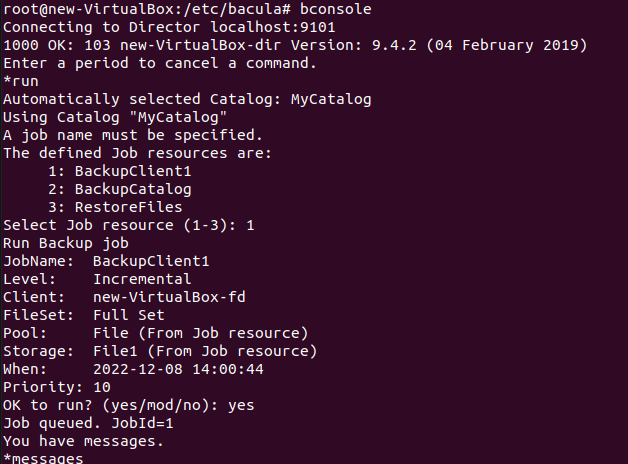 root@new-VirtualBox:/etc/bacula# bconsole
Connecting to Director localhost:9101
1000 OK: 103 new-VirtualBox-dir Version: 9.4.2 (04 February 2019)
Enter a period to cancel a command.
*run
Automatically selected Catalog: MyCatalog
Using Catalog "MyCatalog"
A job name must be specified.
The defined Job resources are:
     1: BackupClient1
     2: BackupCatalog
     3: RestoreFiles
Select Job resource (1-3): 1
Run Backup job
JobName:  BackupClient1
Level:    Incremental
Client:   new-VirtualBox-fd
FileSet:  Full Set
Pool:     File (From Job resource)
Storage:  File1 (From Job resource)
When:     2022-12-08 14:00:44
Priority: 10
OK to run? (yes/mod/no): yes
Job queued. JobId=1
You have messages.
*messages